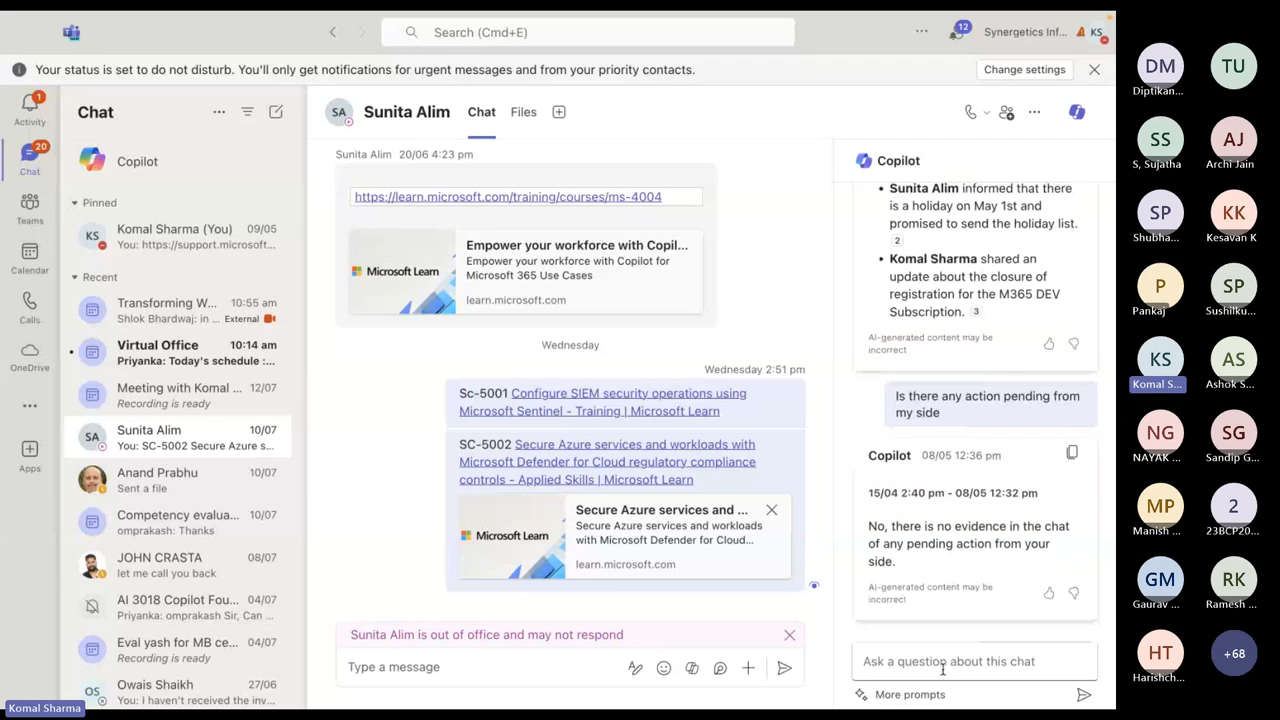 Search (Cmd+E)
12
Synergetics Inf...
KS
Your status is set to do not disturb. You'll only get notifications for urgent messages and from your priority contacts.
Change settings
1
Activity
20
Chat
Teams
Calendar
Calls
OneDrive
Apps
Chat
Copilot
Pinned
KS
Komal Sharma (You)
09/05
You: https://support.microsoft...
Recent
Transforming W...
10:55 am
Shlok Bhardwaj: in ...
External
Virtual Office
10:14 am
Priyanka: Today's schedule :...
Meeting with Komal ...
12/07
Recording is ready
SA
Sunita Alim
10/07
You: SC-5002 Secure Azure s...
Anand Prabhu
10/07
Sent a file
Competency evalua...
10/07
omprakash: Thanks
JOHN CRASTA
08/07
let me call you back
AI 3018 Copilot Fou...
04/07
Priyanka: omprakash Sir, Can ...
Eval yash for MB ce...
04/07
Recording is ready
OS
Owais Shaikh
27/06
You: I haven't received the inv...
Komal Sharma
SA
Sunita Alim
Chat
Files
Sunita Alim 20/06 4:23 pm
https://learn.microsoft.com/training/courses/ms-4004
Microsoft Learn
Empower your workforce with Copil...
Empower your workforce with Copilot for
Microsoft 365 Use Cases
learn.microsoft.com
Wednesday
Wednesday 2:51 pm
Sc-5001 Configure SIEM security operations using
Microsoft Sentinel - Training | Microsoft Learn
SC-5002 Secure Azure services and workloads with
Microsoft Defender for Cloud regulatory compliance
controls - Applied Skills | Microsoft Learn
Microsoft Learn
Secure Azure services and ...
Secure Azure services and workloads
with Microsoft Defender for Cloud...
learn.microsoft.com
Sunita Alim is out of office and may not respond
Type a message
Copilot
• Sunita Alim informed that there
is a holiday on May 1st and
promised to send the holiday list.
2
• Komal Sharma shared an
update about the closure of
registration for the M365 DEV
Subscription. 3
AI-generated content may be
incorrect
Is there any action pending from
my side
Copilot 08/05 12:36 pm
15/04 2:40 pm - 08/05 12:32 pm
No, there is no evidence in the chat
of any pending action from your
side.
AI-generated content may be
incorrect
Ask a question about this chat
More prompts
DM
Diptikan...
TU
SS
S, Sujatha
AJ
Archi Jain
SP
Shubha...
KK
Kesavan K
P
Pankaj
SP
Sushilku...
KS
Komal S...
AS
Ashok S...
NG
NAYAK ...
SG
Sandip G...
MP
Manish ...
2
23BCP20...
GM
Gaurav ...
RK
Ramesh ...
HT
Harishch...
+68